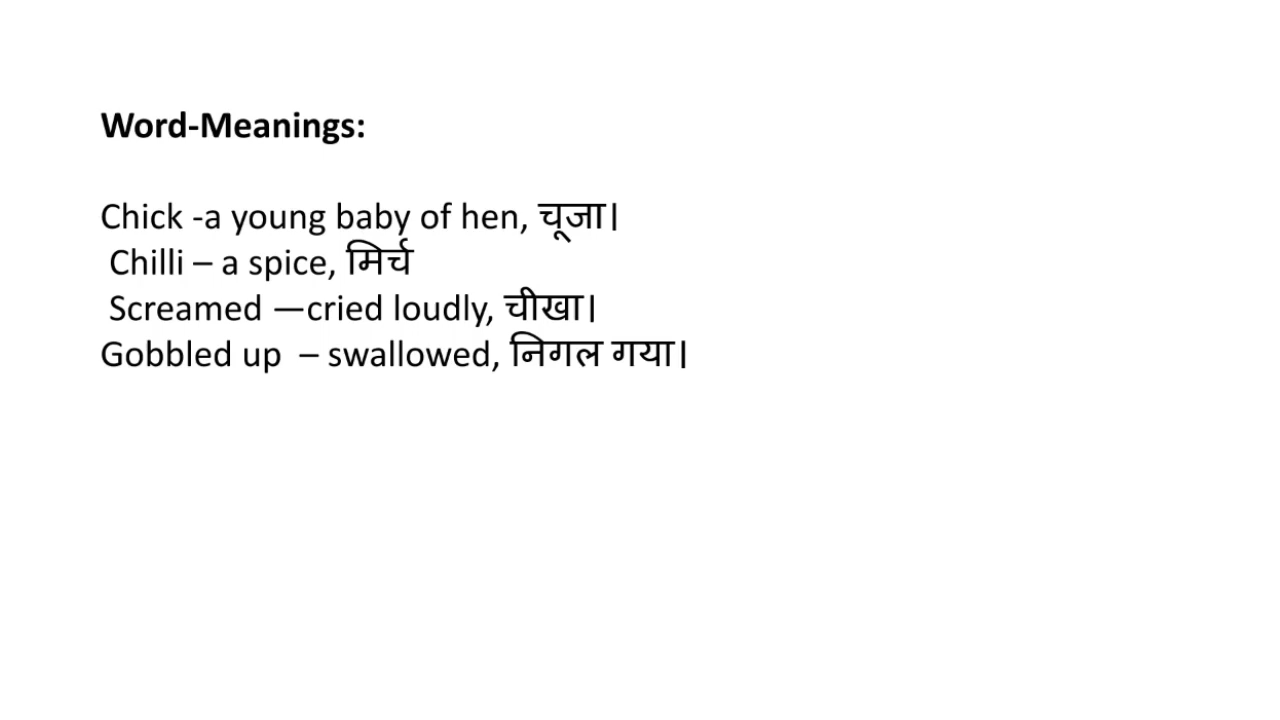 Word-Meanings:
Chick -a young baby of hen, चूजा।
Chilli – a spice, मिर्च
Screamed —cried loudly, चीखा।
Gobbled up – swallowed, निगल गया।